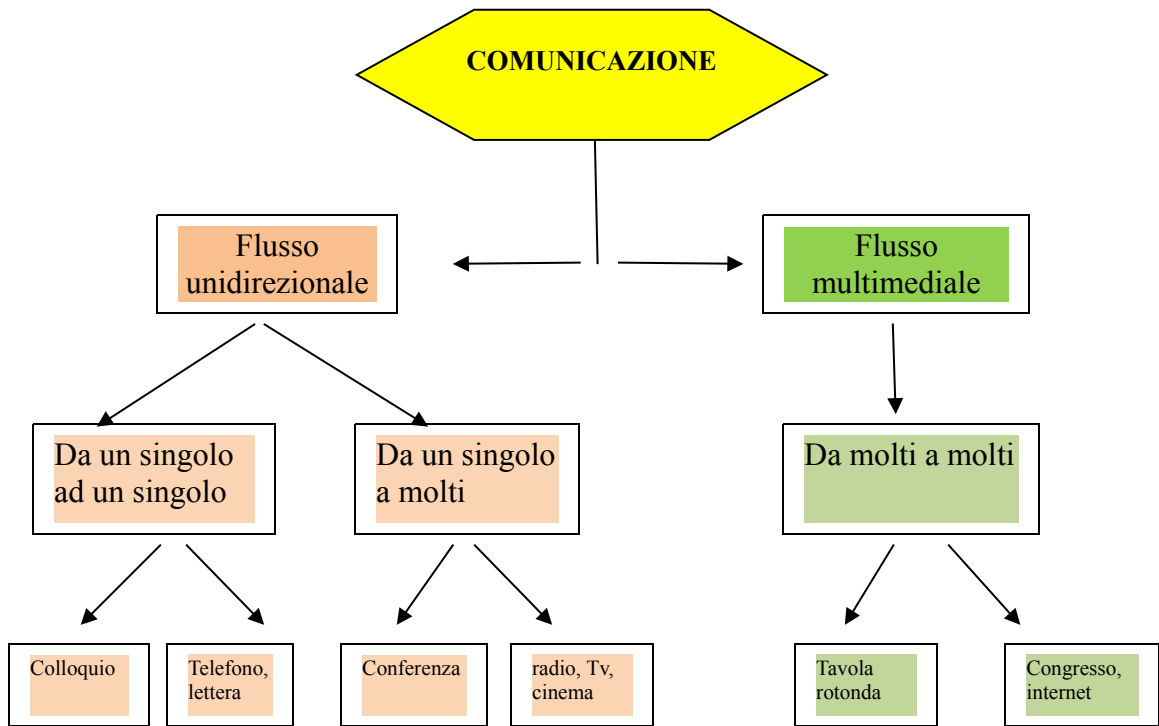 COMUNICAZIONE
Flusso
unidirezionale
Flusso
multimediale
Da un singolo
ad un singolo
Da un singolo
a molti
Da molti a molti
Colloquio
Telefono,
lettera
Conferenza
radio, Tv,
cinema
Tavola
rotonda
Congresso,
internet